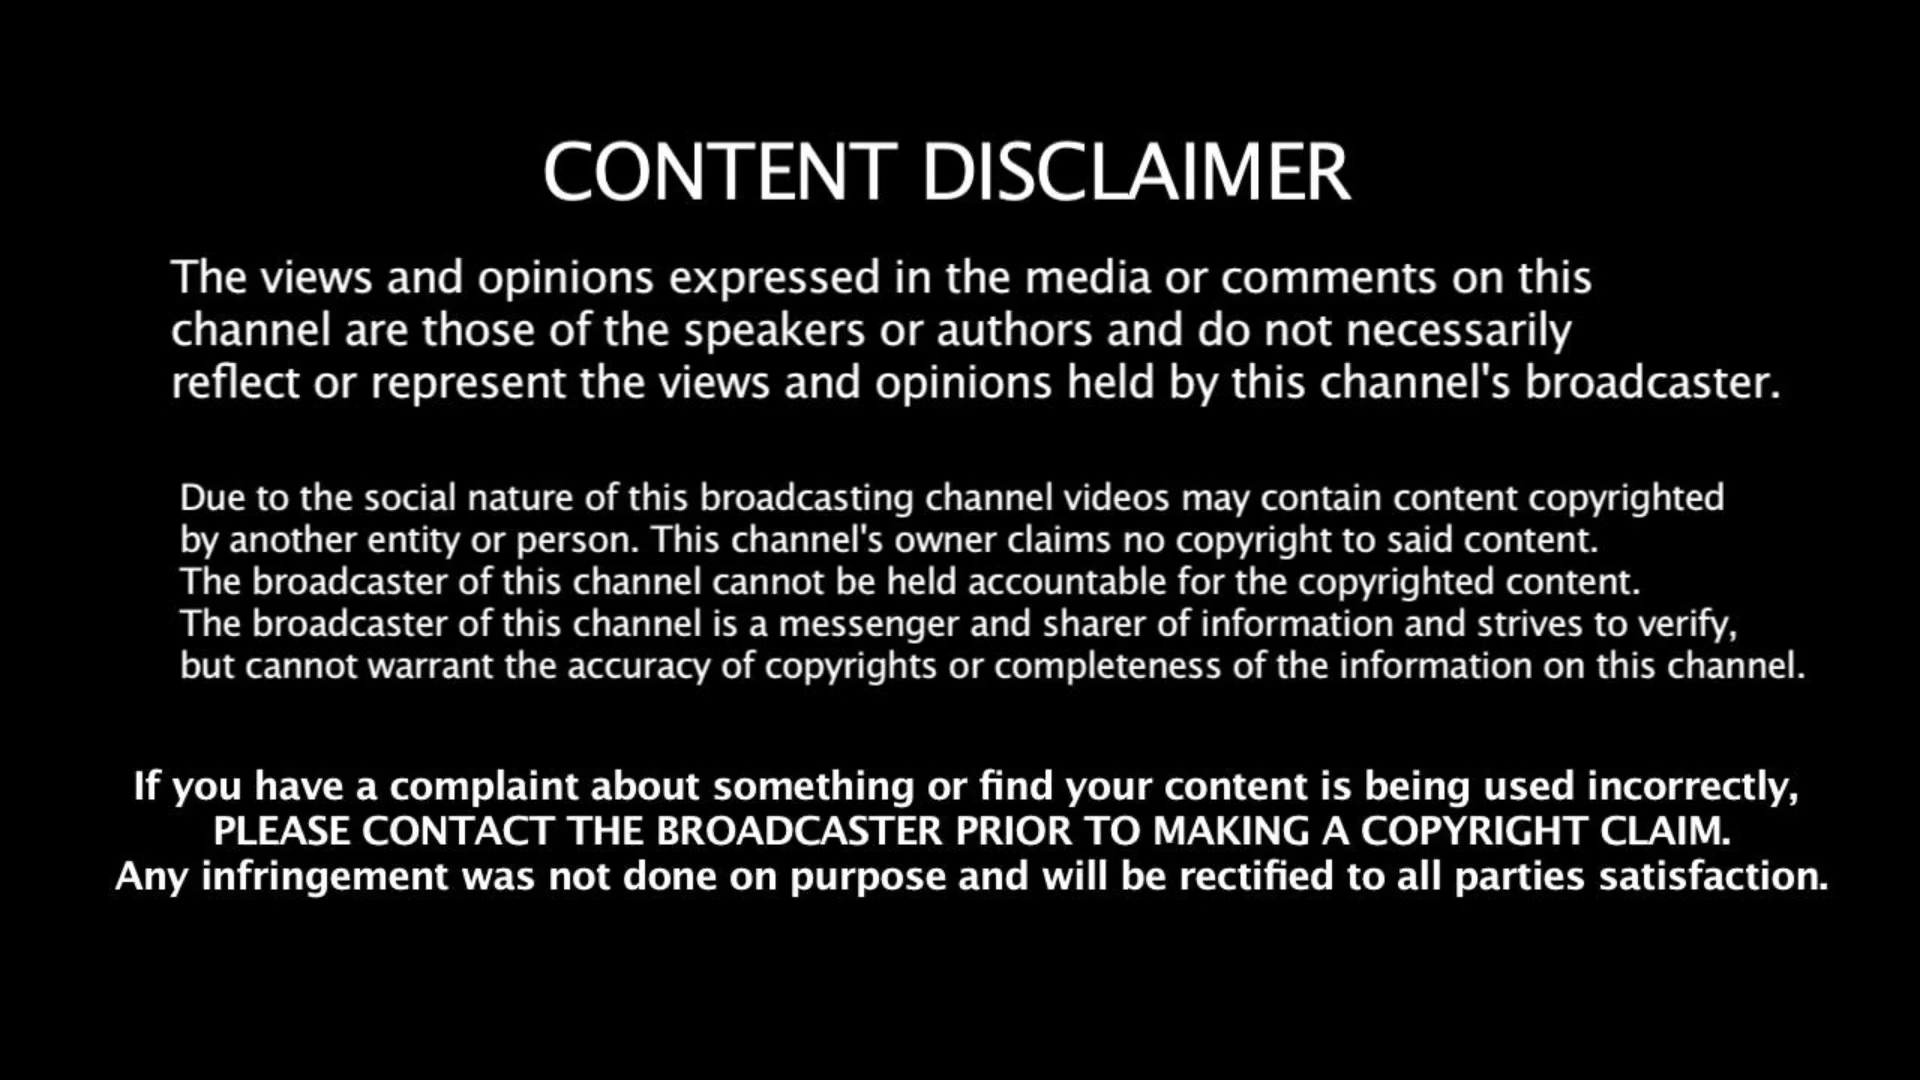 CONTENT DISCLAIMER
The views and opinions expressed in the media or comments on this
channel are those of the speakers or authors and do not necessarily
reflect or represent the views and opinions held by this channel's broadcaster.
Due to the social nature of this broadcasting channel videos may contain content copyrighted
by another entity or person. This channel's owner claims no copyright to said content.
The broadcaster of this channel cannot be held accountable for the copyrighted content.
The broadcaster of this channel is a messenger and sharer of information and strives to verify,
but cannot warrant the accuracy of copyrights or completeness of the information on this channel.
If you have a complaint about something or find your content is being used incorrectly,
PLEASE CONTACT THE BROADCASTER PRIOR TO MAKING A COPYRIGHT CLAIM.
Any infringement was not done on purpose and will be rectified to all parties satisfaction.